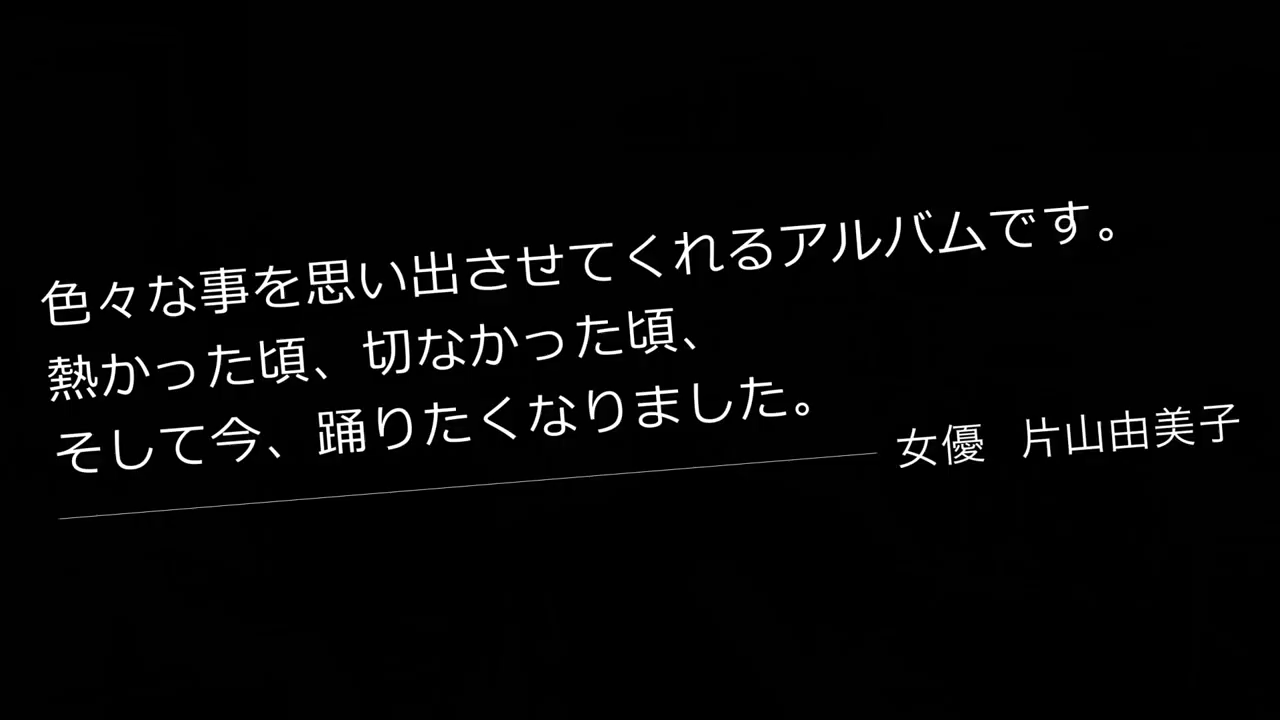 色々な事を思い出させてくれるアルバムです。
熱かった頃、切なかった頃、
そして今、踊りたくなりました。
女優 片山由美子